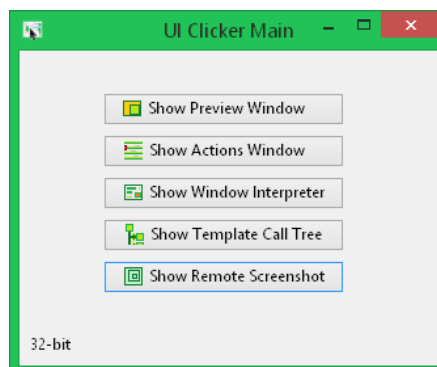 UI Clicker Main
Show Preview Window
Show Actions Window
Show Window Interpreter
Show Template Call Tree
Show Remote Screenshot
32-bit